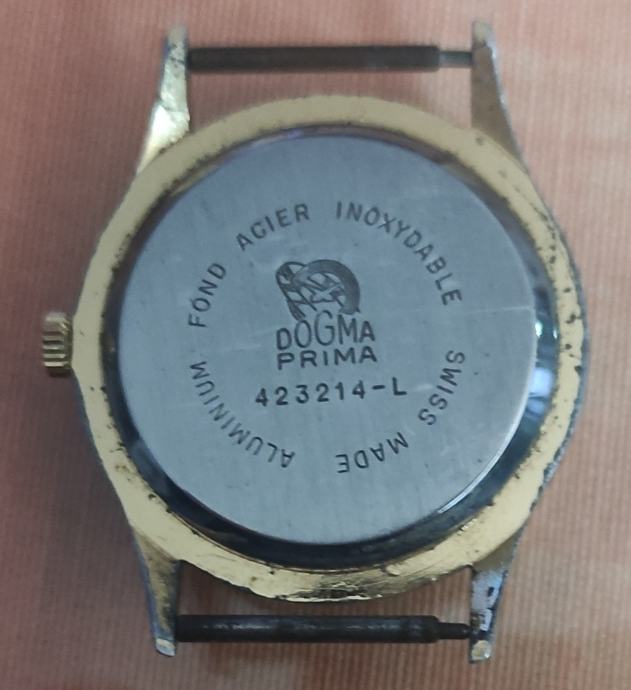 ALUMINIUM FOND ACIER INOXYDABLE SWISS MADE
DOGMA
PRIMA
423214-L